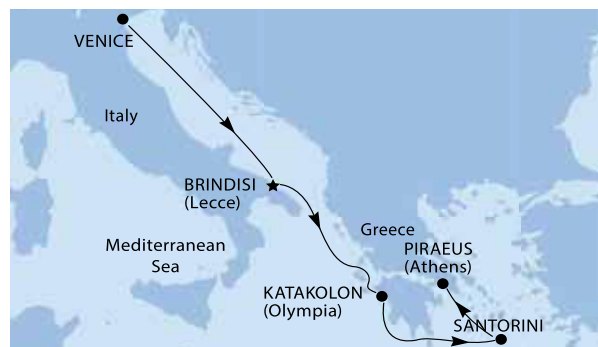 VENICE
Italy
BRINDISI
(Lecce)
Greece
PIRAEUS
(Athens)
Mediterranean
Sea
KATAKOLON
(Olympia)
SANTORINI